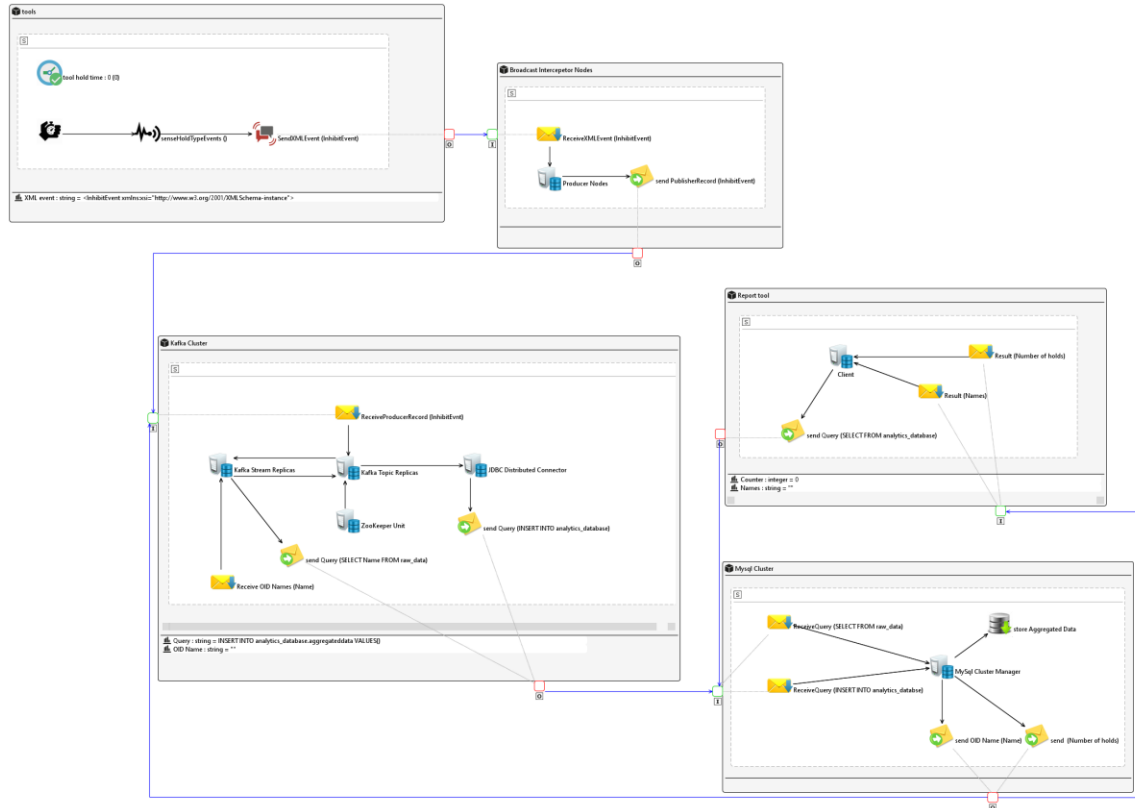 tools
S
tool hold time : 0 (0)
senseHoldTypeEvents ()
SendXMLEvent (InhibitEvent)
O
XML event : string = <InhibitEvent xmlns:xsi="http://www.w3.org/2001/XMLSchema-instance">
Broadcast Intercepetor Nodes
S
I
ReceiveXMLEvent (InhibitEvent)
Producer Nodes
send PublisherRecord (InhibitEvent)
O
Kafka Cluster
S
I
ReceiveProducerRecord (InhibitEvnt)
Kafka Stream Replicas
Kafka Topic Replicas
JDBC Distributed Connector
ZooKeeper Unit
send Query (INSERT INTO analytics_database)
send Query (SELECT Name FROM raw_data)
Receive OID Names (Name)
Query : string = INSERT INTO analytics_database.aggregateddata VALUES()
OID Name : string = ""
O
Report tool
S
Result (Number of holds)
Client
Result (Names)
send Query (SELECT FROM analytics_database)
O
Counter : integer = 0
Names : string = ""
I
Mysql Cluster
S
ReceiveQuery (SELECT FROM raw_data)
store Aggregated Data
MySql Cluster Manager
ReceiveQuery (INSERT INTO analytics_databse)
I
send OID Name (Name)
send (Number of holds)
O